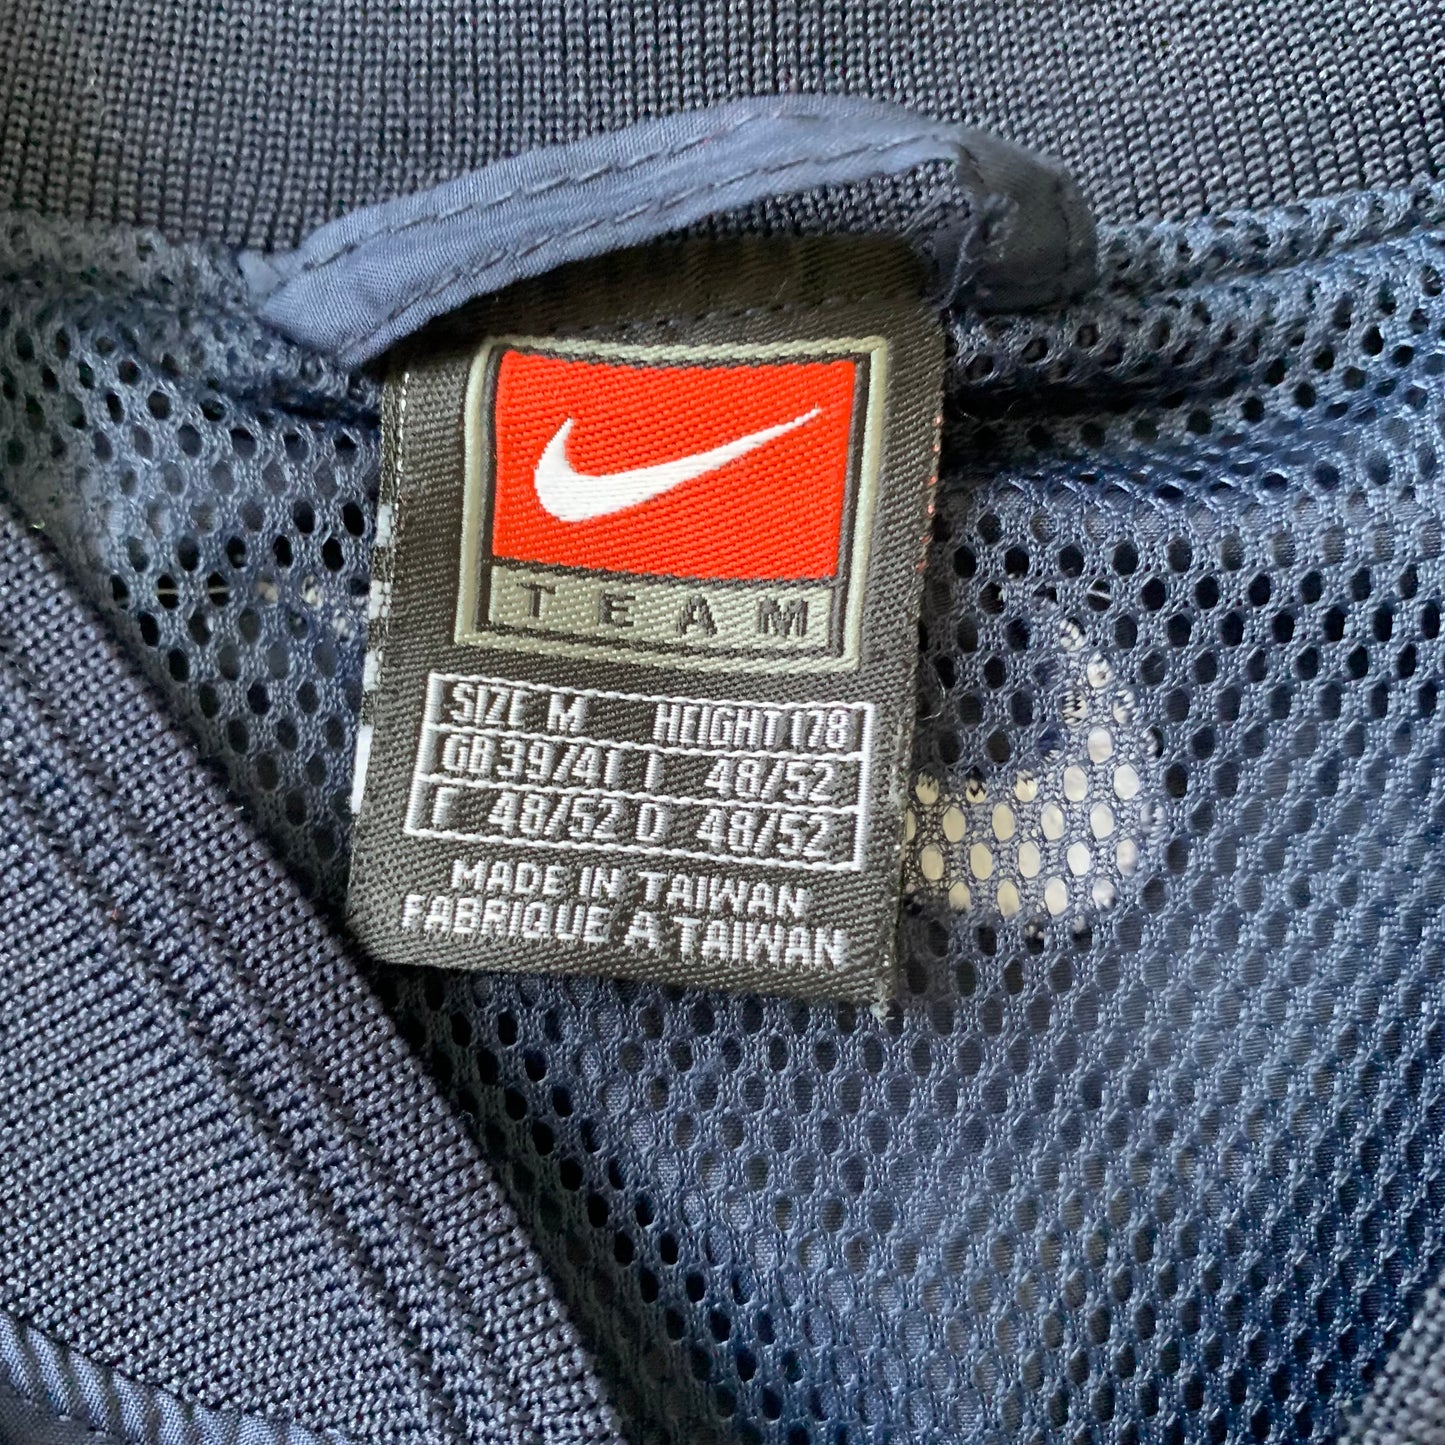 TEAM
SIZE M HEIGHT 178
GB 39/41 I 48/52
F 48/52 D 48/52
MADE IN TAIWAN
FABRIQUE A TAIWAN